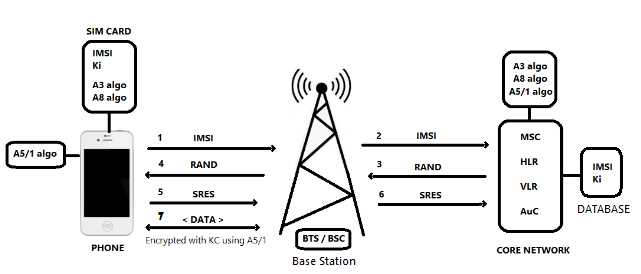 SIM CARD
IMSI
Ki
A3 algo
A8 algo
A5/1 algo
PHONE
1 IMSI
4 RAND
5 SRES
7 < DATA >
Encrypted with KC using A5/1
BTS / BSC
Base Station
2 IMSI
3 RAND
6 SRES
A3 algo
A8 algo
A5/1 algo
MSC
HLR
VLR
AuC
CORE NETWORK
IMSI
Ki
DATABASE